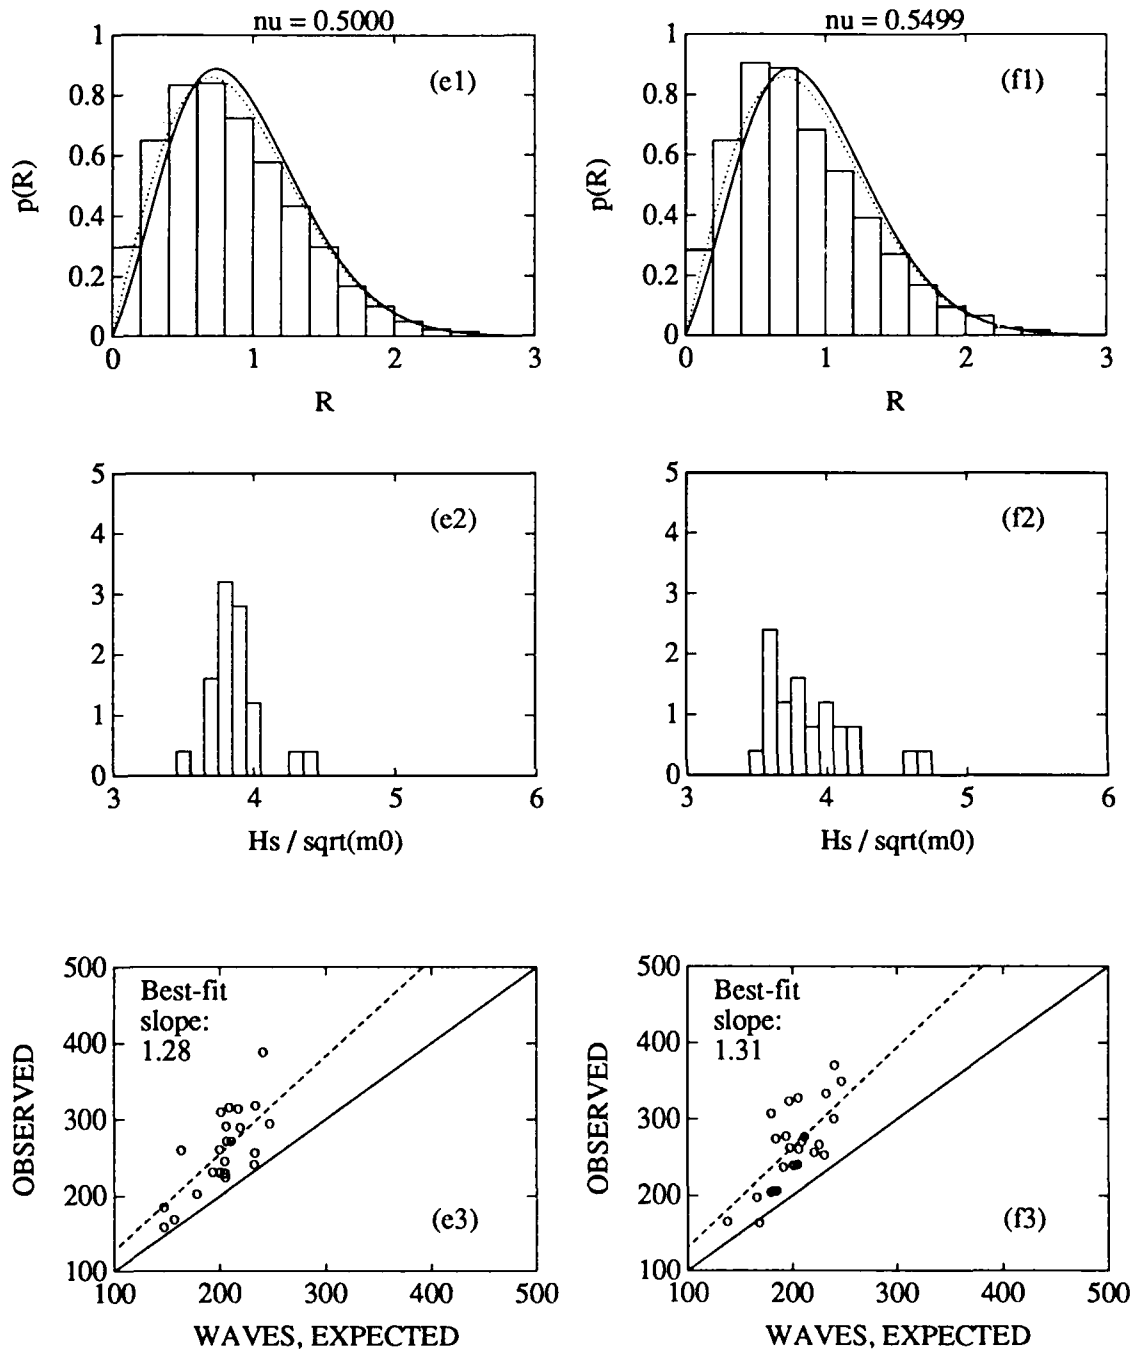 nu = 0.5000
1
0.8
0.6
0.4
0.2
0
p(R)
(e1)
0 1 2 3
R
nu = 0.5499
1
0.8
0.6
0.4
0.2
0
p(R)
(f1)
0 1 2 3
R
5
4
3
2
1
0
(e2)
3 4 5 6
Hs / sqrt(m0)
5
4
3
2
1
0
(f2)
3 4 5 6
Hs / sqrt(m0)
500
400
300
200
100
OBSERVED
Best-fit
slope:
1.28
(e3)
100 200 300 400 500
WAVES, EXPECTED
500
400
300
200
100
OBSERVED
Best-fit
slope:
1.31
(f3)
100 200 300 400 500
WAVES, EXPECTED